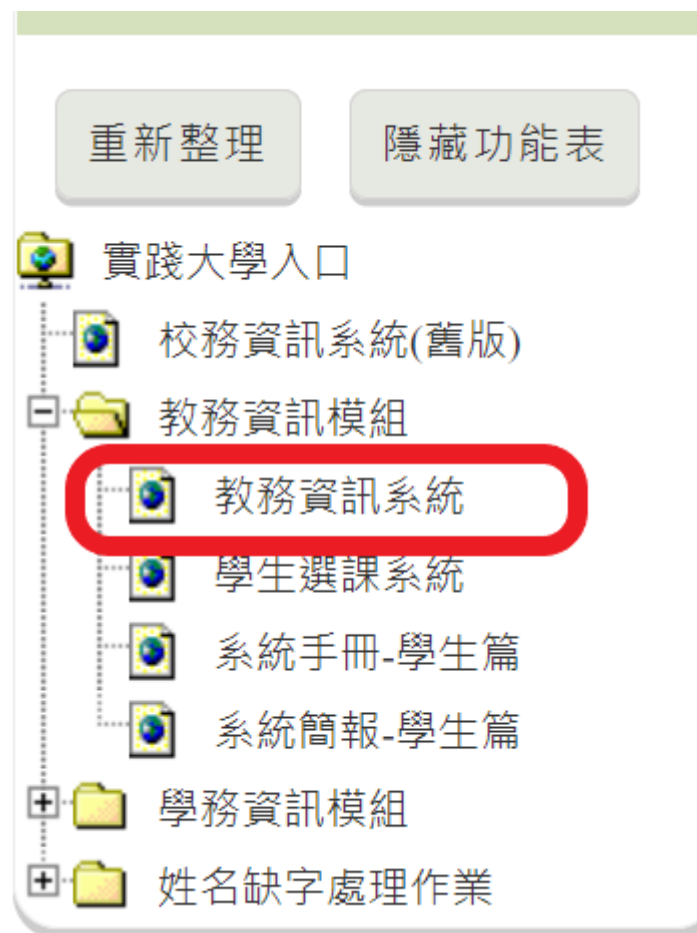 重新整理 隱藏功能表
實踐大學入口
校務資訊系統(舊版)
教務資訊模組
教務資訊系統
學生選課系統
系統手冊-學生篇
系統簡報-學生篇
學務資訊模組
姓名缺字處理作業